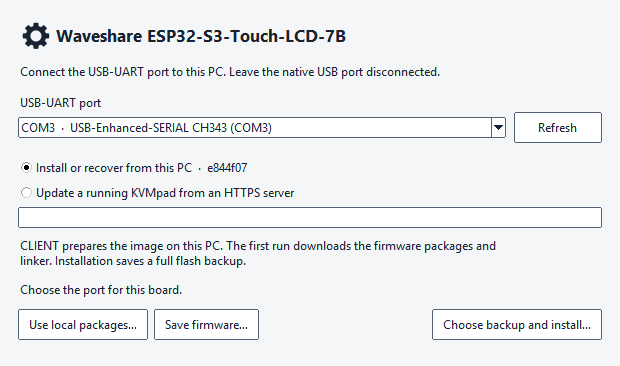 Waveshare ESP32-S3-Touch-LCD-7B
Connect the USB-UART port to this PC. Leave the native USB port disconnected.
USB-UART port
COM3 · USB-Enhanced-SERIAL CH343 (COM3)
Refresh
Install or recover from this PC · e844f07
Update a running KVMpad from an HTTPS server
CLIENT prepares the image on this PC. The first run downloads the firmware packages and
linker. Installation saves a full flash backup.
Choose the port for this board.
Use local packages...
Save firmware...
Choose backup and install...